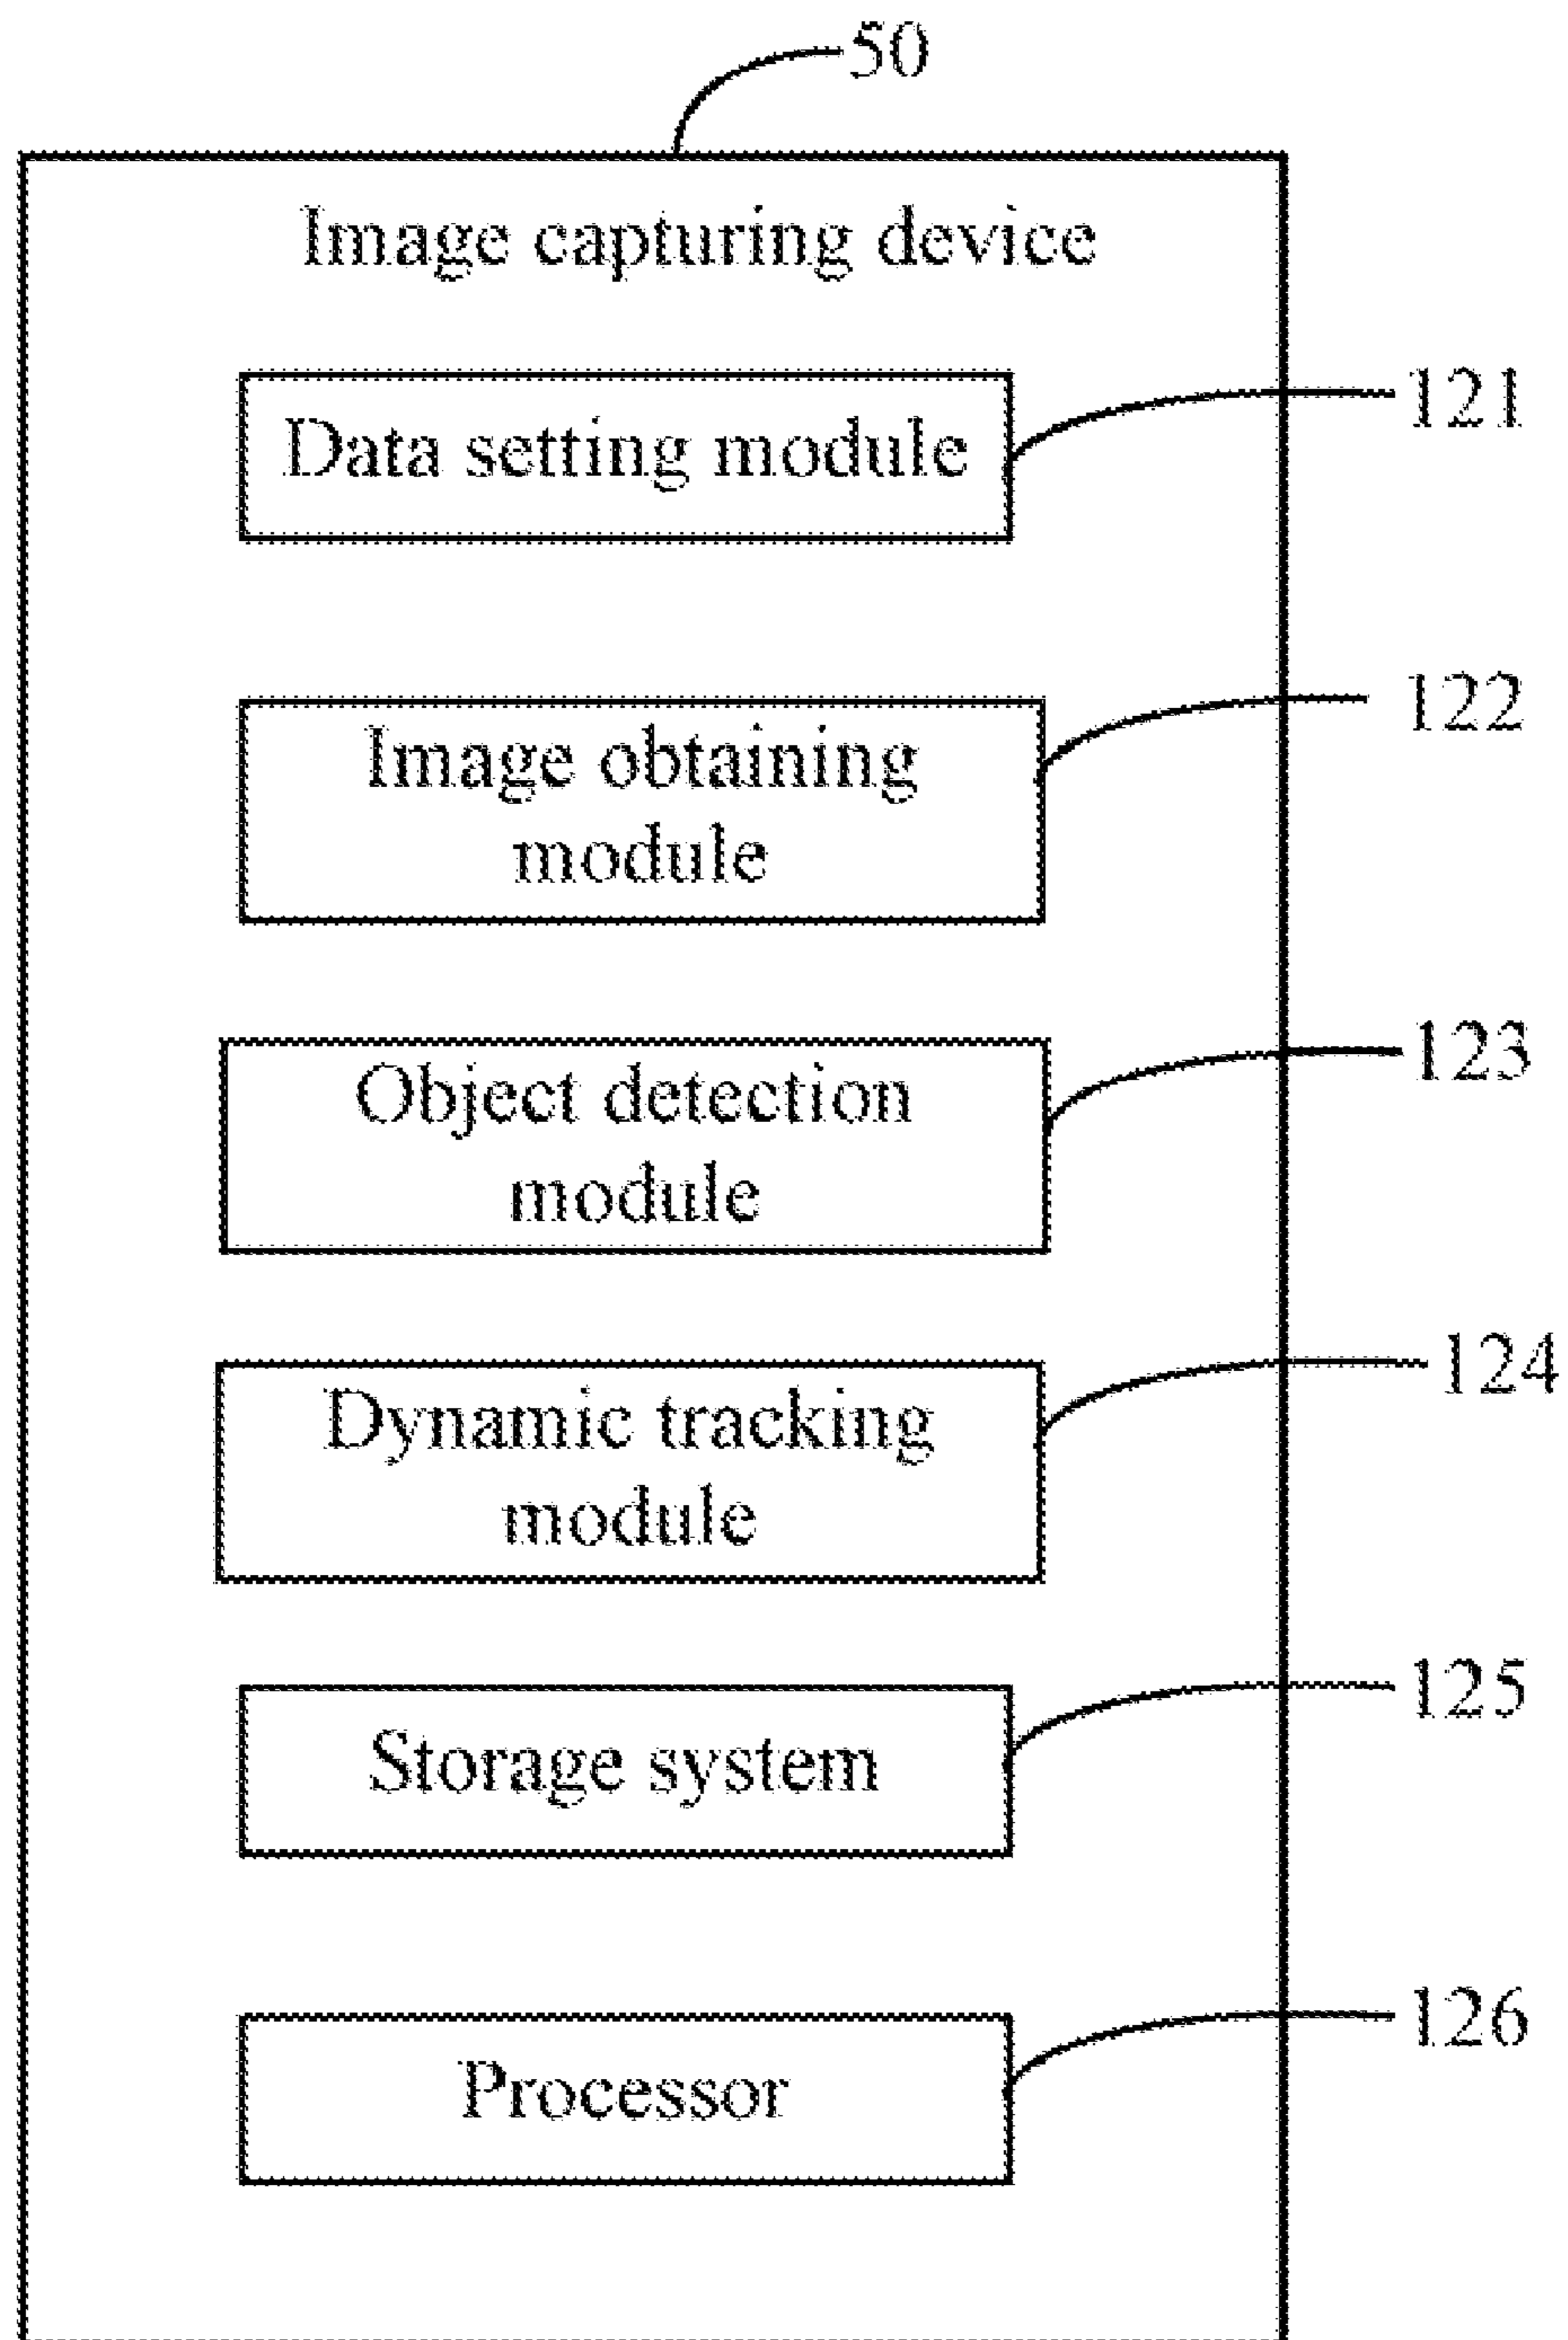 50
Image capturing device
Data setting module
121
Image obtaining
module
122
Object detection
module
123
Dynamic tracking
module
124
Storage system
125
Processor
126